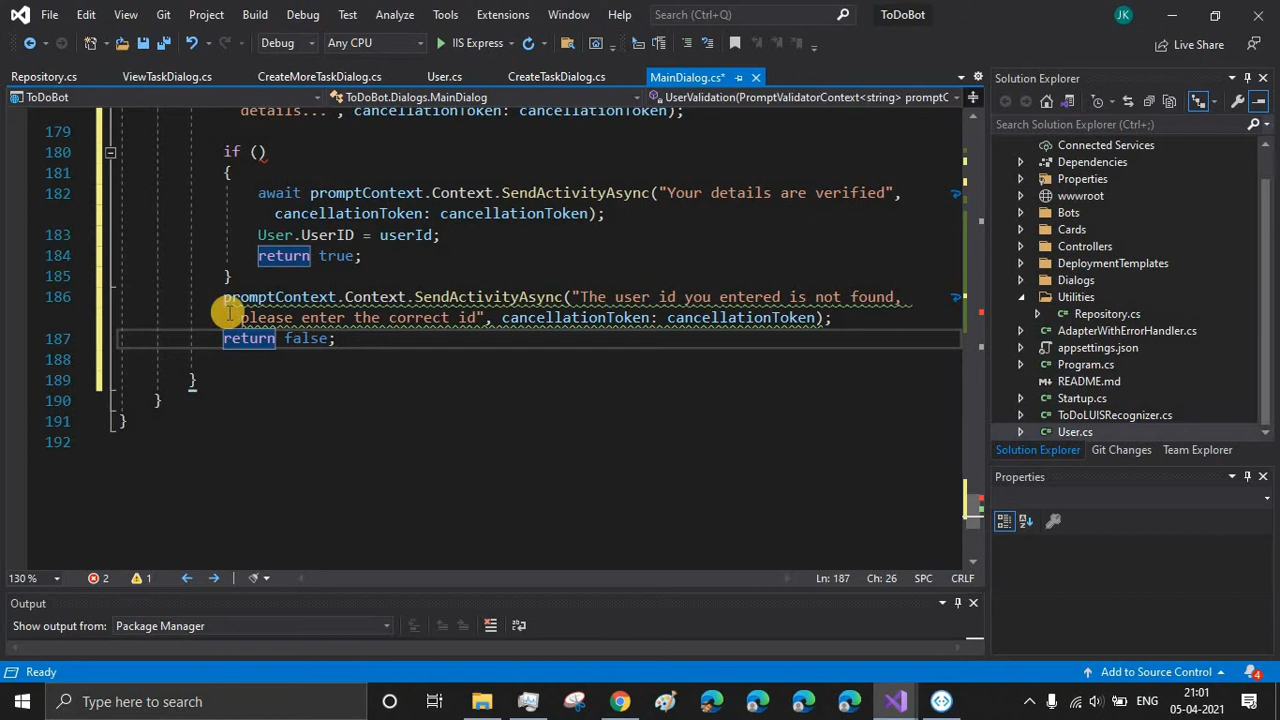 File Edit View Git Project Build Debug Test Analyze Tools Extensions Window Help Search (Ctrl+Q) ToDoBot JK
Debug Any CPU IIS Express Live Share
Repository.cs ViewTaskDialog.cs CreateMoreTaskDialog.cs User.cs CreateTaskDialog.cs MainDialog.cs*
ToDoBot ToDoBot.Dialogs.MainDialog UserValidation(PromptValidatorContext<string> promptC
details...", cancellationToken: cancellationToken);
179
180 if ()
181 {
182 await promptContext.Context.SendActivityAsync("Your details are verified",
cancellationToken: cancellationToken);
183 User.UserID = userId;
184 return true;
185 }
186 promptContext.Context.SendActivityAsync("The user id you entered is not found,
please enter the correct id", cancellationToken: cancellationToken);
187 return false;
188
189 }
190 }
191 }
192
130 % 2 1 Ln: 187 Ch: 26 SPC CRLF
Output
Show output from: Package Manager
Solution Explorer
Search Solution Explorer (Ctrl+;)
Connected Services
Dependencies
Properties
wwwroot
Bots
Cards
Controllers
DeploymentTemplates
Dialogs
Utilities
Repository.cs
AdapterWithErrorHandler.cs
appsettings.json
Program.cs
README.md
Startup.cs
ToDoLUISRecognizer.cs
User.cs
Solution Explorer Git Changes Team Explorer
Properties
Ready Add to Source Control 4
Type here to search ENG 21:01
05-04-2021